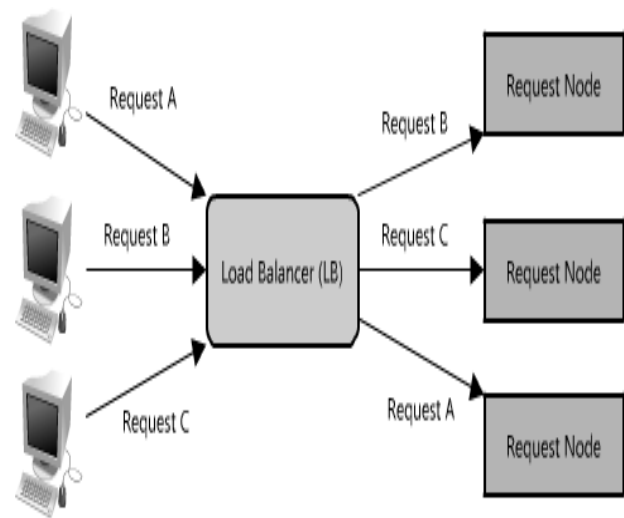 Request A
Request B
Request C
Load Balancer (LB)
Request B
Request C
Request A
Request Node
Request Node
Request Node